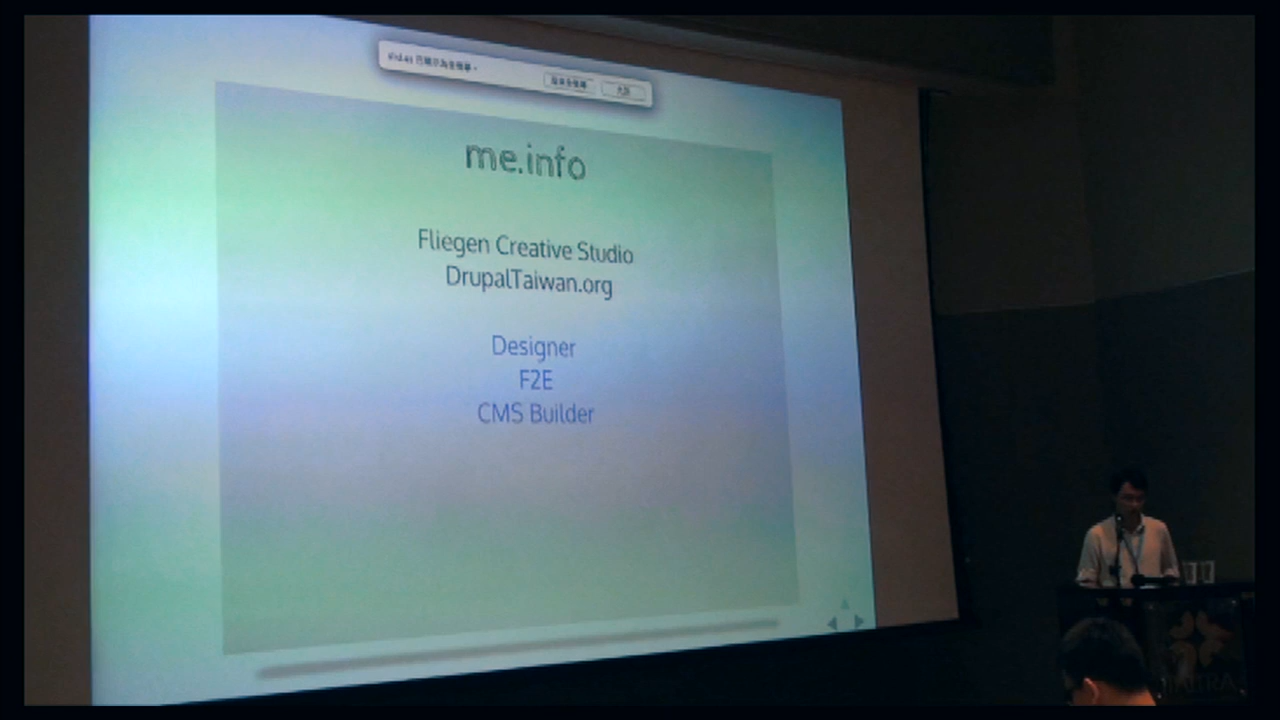 me.info
Fliegen Creative Studio
DrupalTaiwan.org
Designer
F2E
CMS Builder